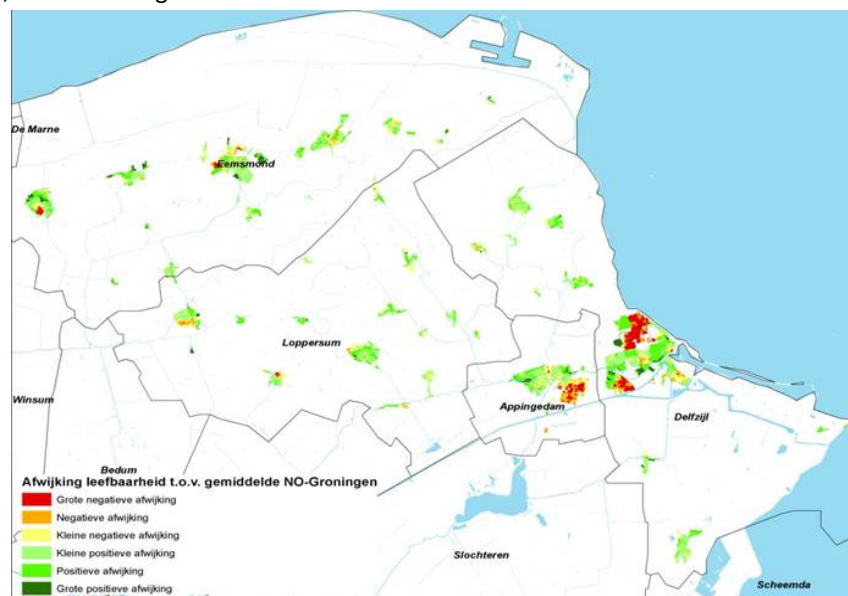 De Marne
Eemsmond
Loppersum
Winsum
Appingedam
Delfzijl
Bedum
Afwijking leefbaarheid t.o.v. gemiddelde NO-Groningen
Grote negatieve afwijking
Negatieve afwijking
Kleine negatieve afwijking
Kleine positieve afwijking
Positieve afwijking
Grote positieve afwijking
Slochteren
Scheemda